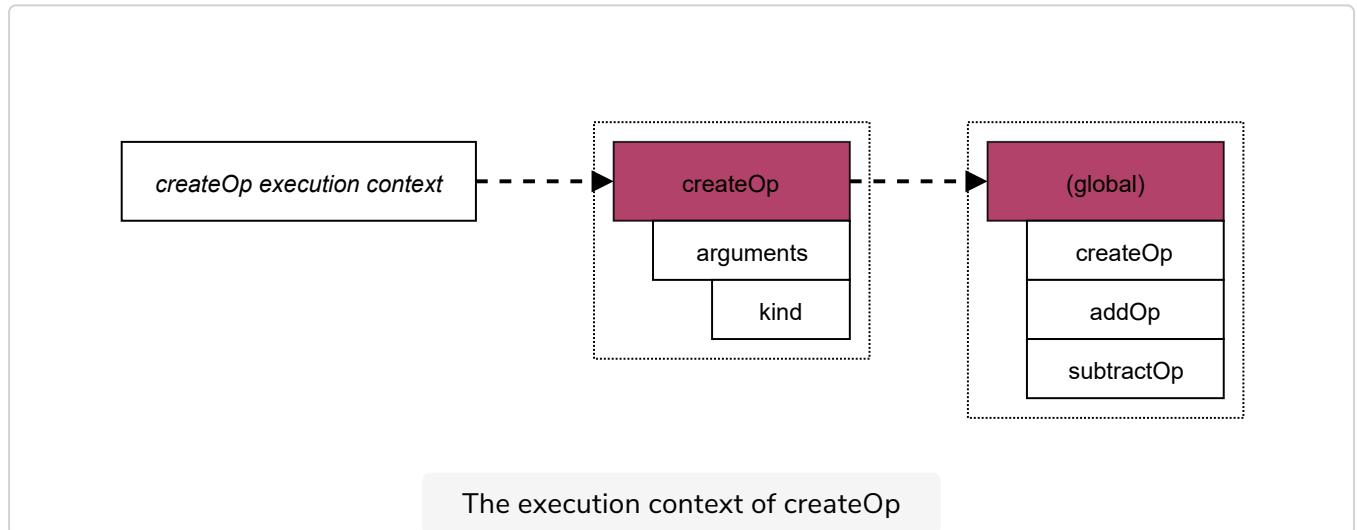 createOp execution context
createOp
(global)
arguments
createOp
kind
addOp
subtractOp
The execution context of createOp